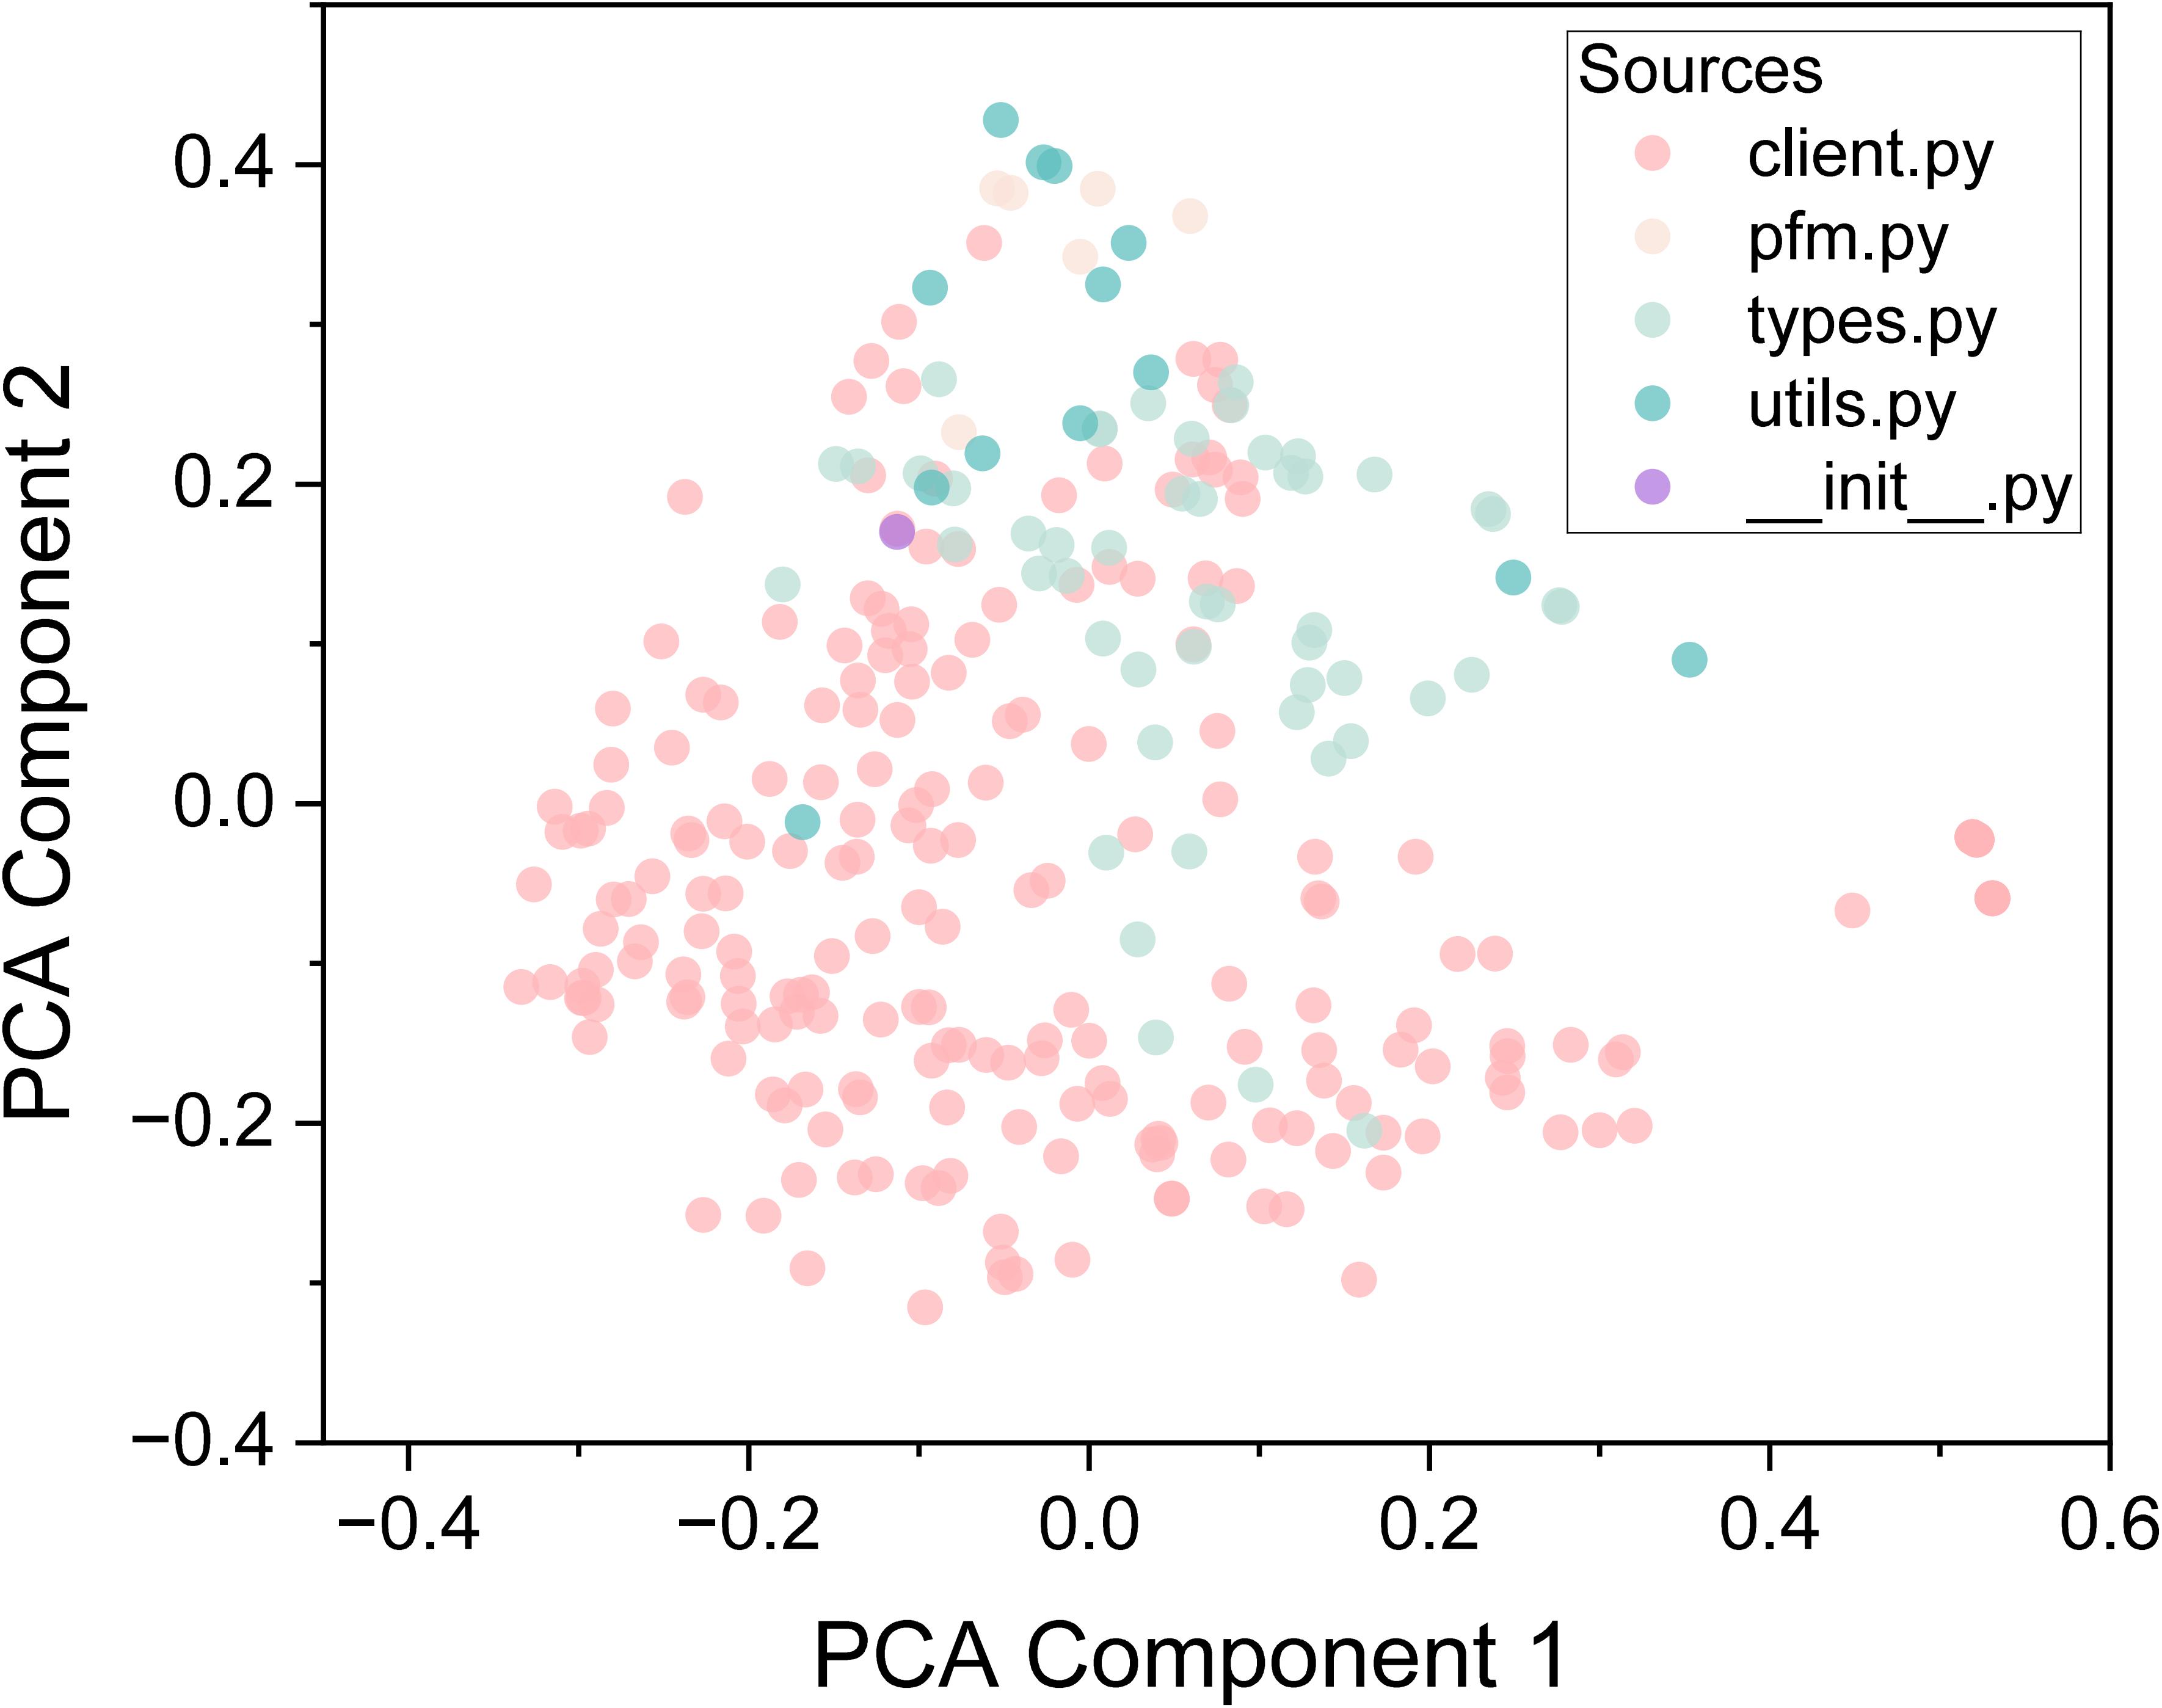 Sources
client.py
pfm.py
types.py
utils.py
__init__.py
PCA Component 2
0.4
0.2
0.0
−0.2
−0.4
−0.4
−0.2
0.0
0.2
0.4
0.6
PCA Component 1